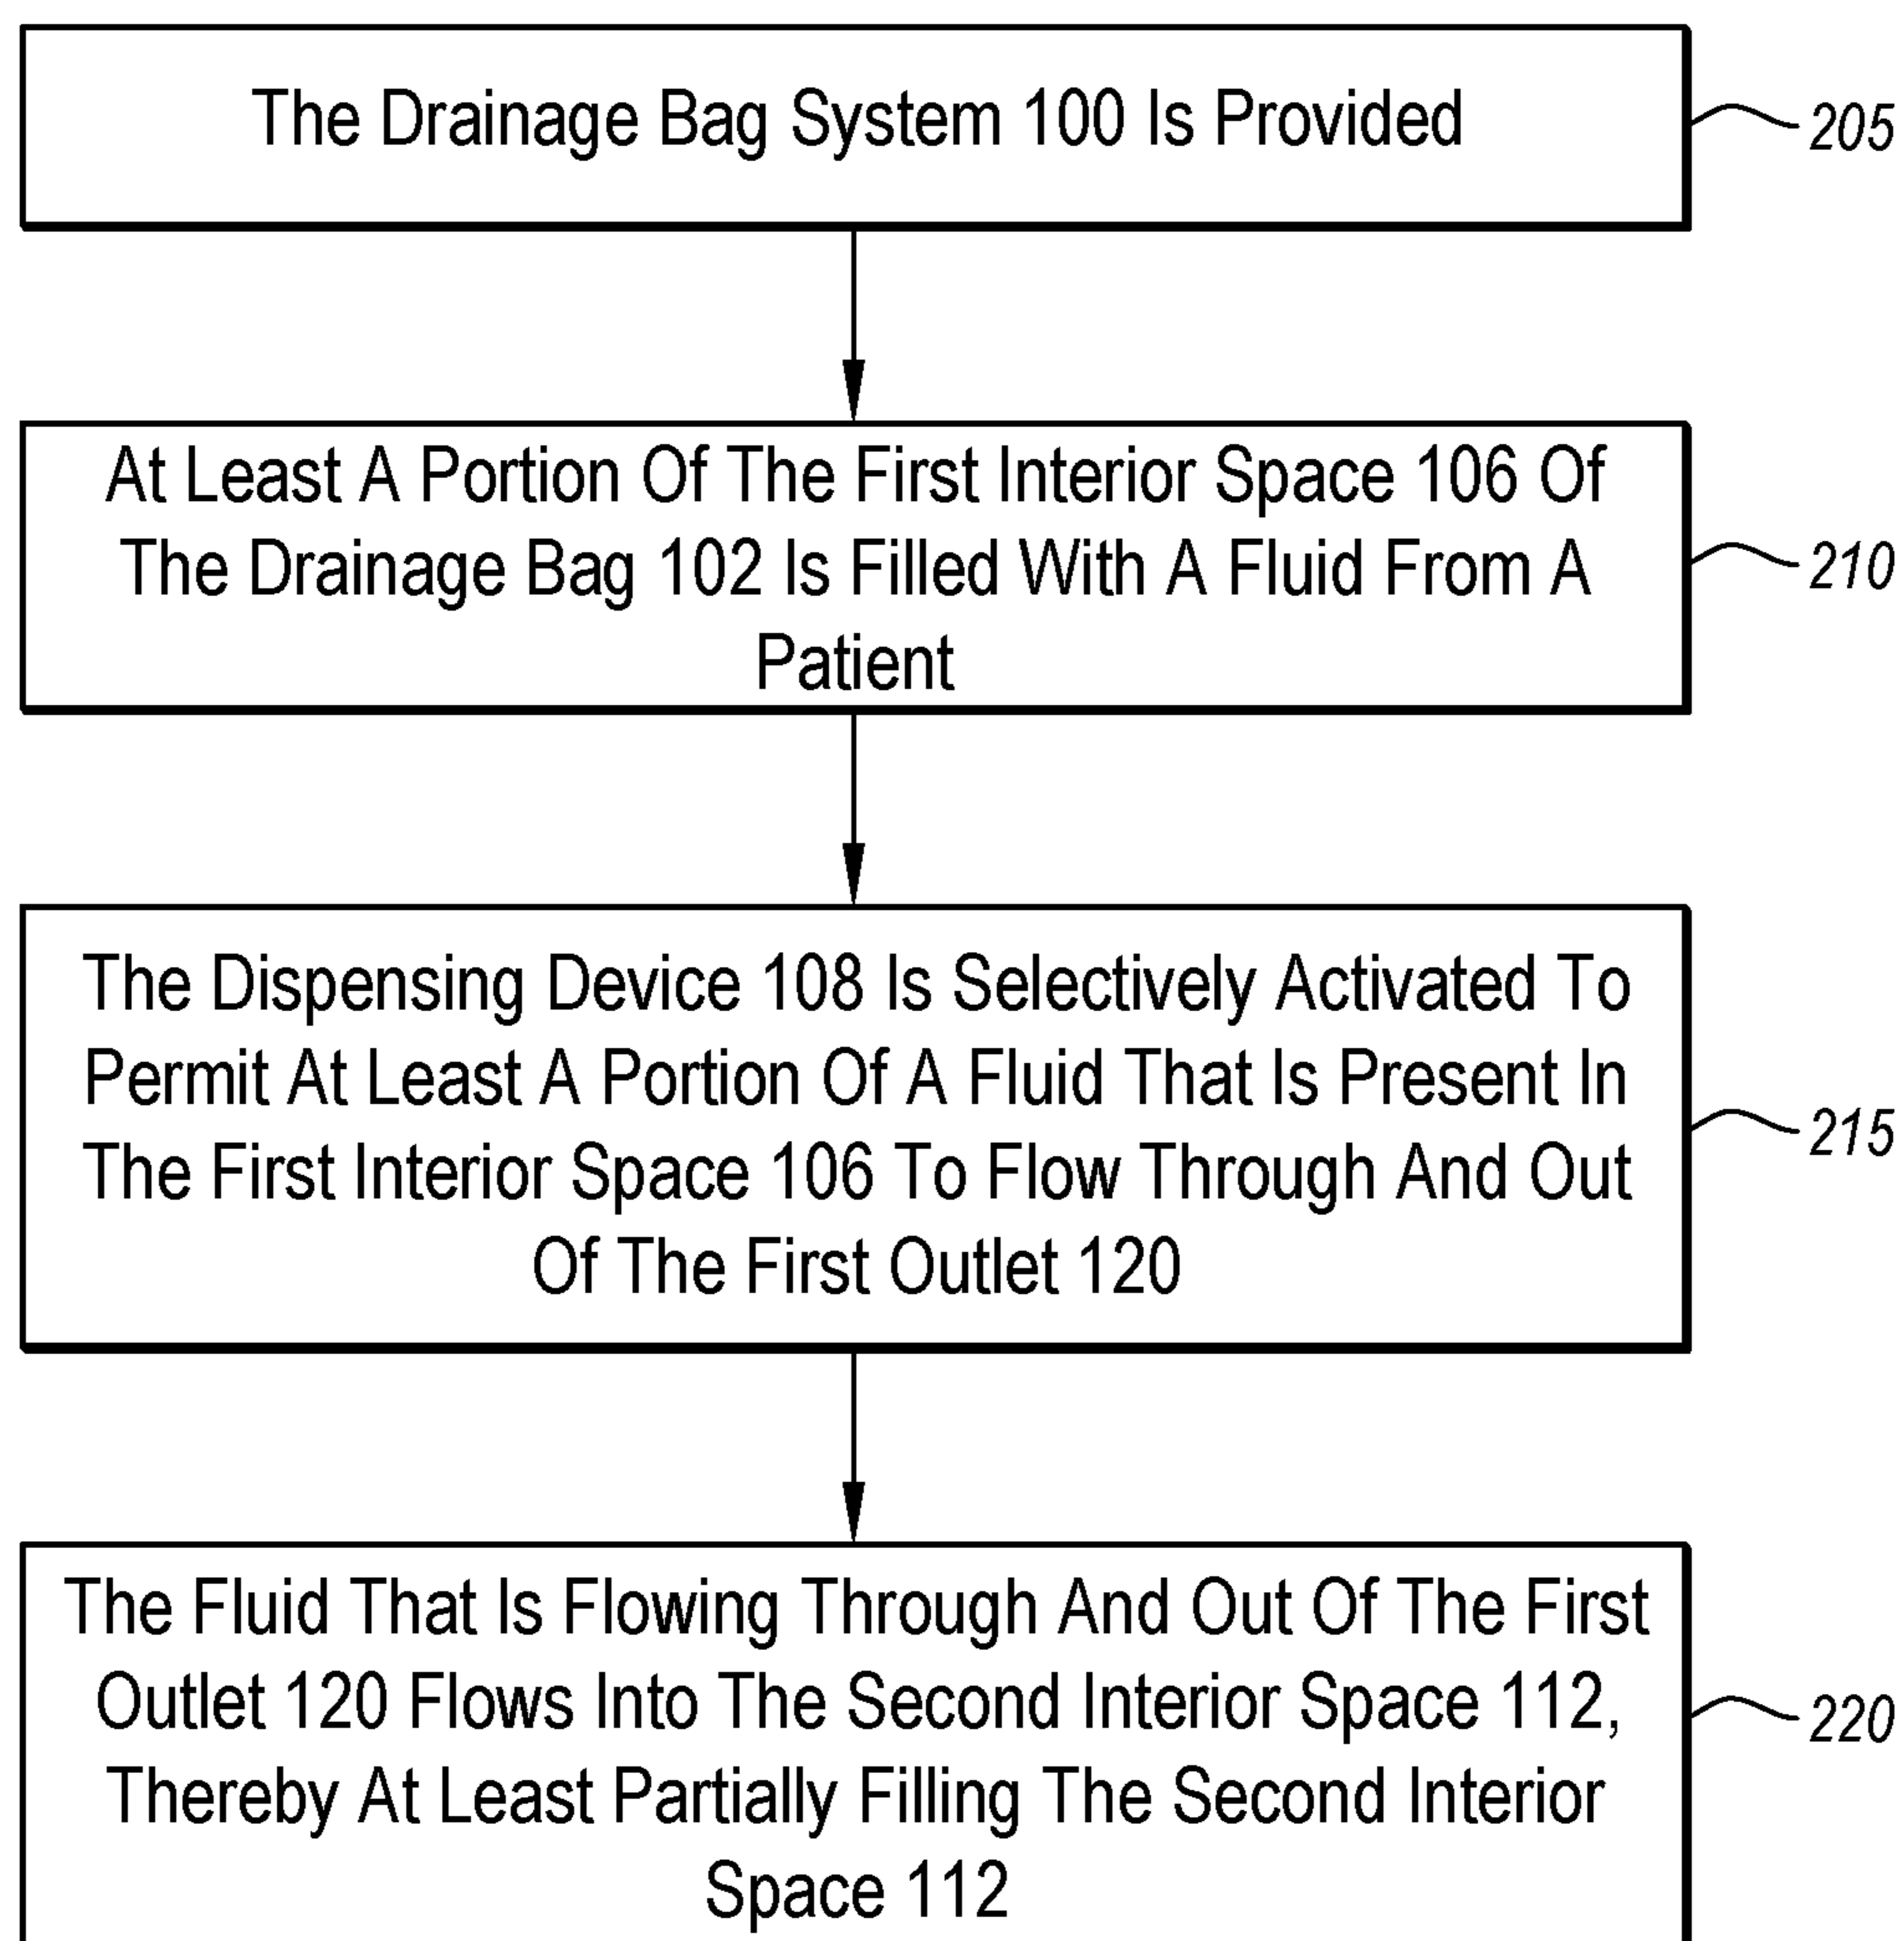 The Drainage Bag System 100 Is Provided
205
At Least A Portion Of The First Interior Space 106 Of
The Drainage Bag 102 Is Filled With A Fluid From A
Patient
210
The Dispensing Device 108 Is Selectively Activated To
Permit At Least A Portion Of A Fluid That Is Present In
The First Interior Space 106 To Flow Through And Out
Of The First Outlet 120
215
The Fluid That Is Flowing Through And Out Of The First
Outlet 120 Flows Into The Second Interior Space 112,
Thereby At Least Partially Filling The Second Interior
Space 112
220